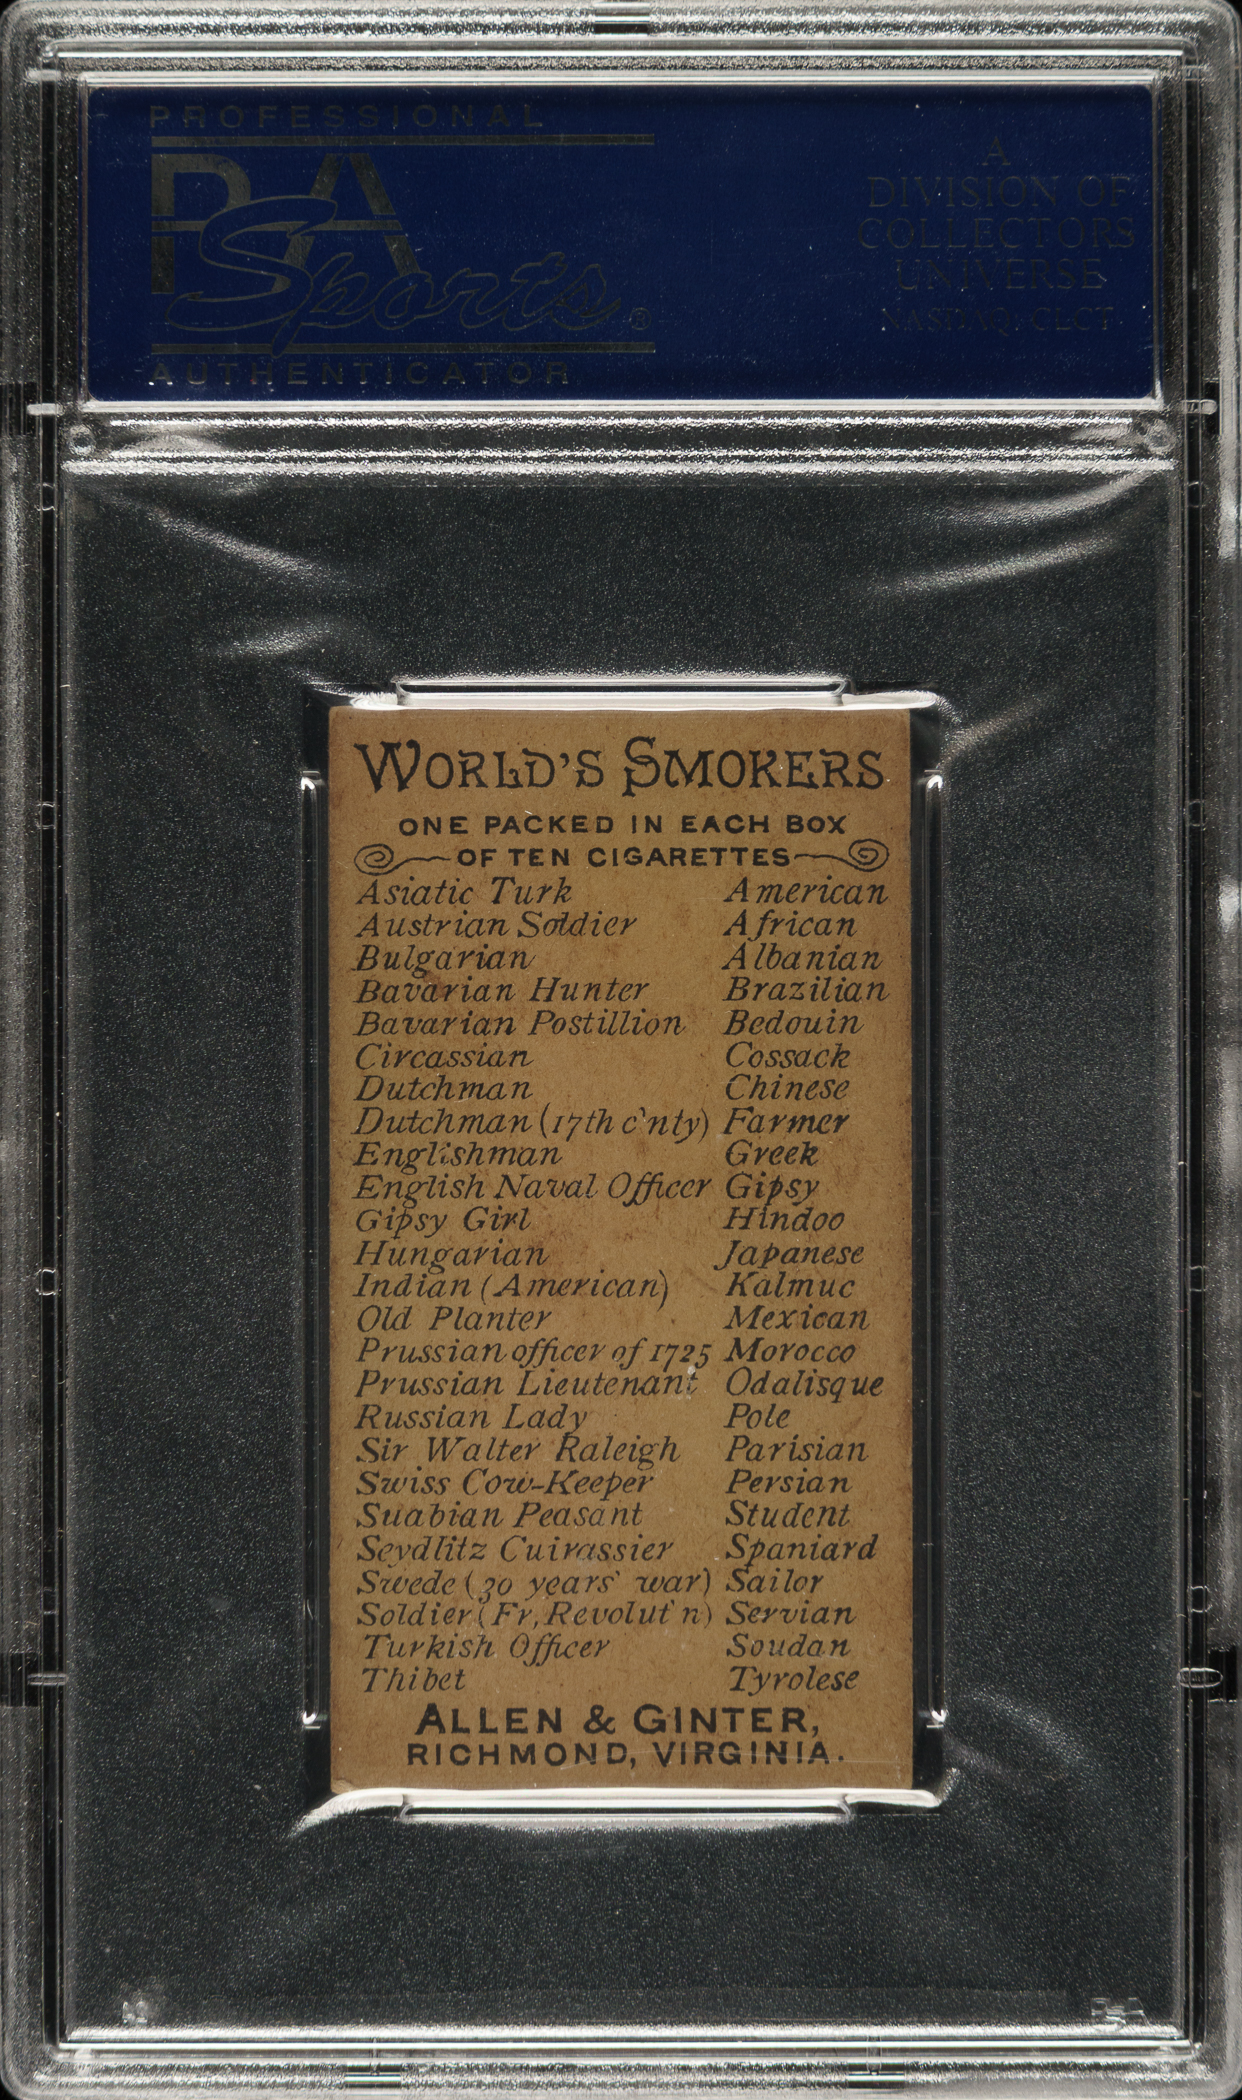 PROFESSIONAL
PSA
Sports®
AUTHENTICATOR
A
DIVISION OF
COLLECTORS
UNIVERSE
NASDAQ: CLCT
WORLD'S SMOKERS
ONE PACKED IN EACH BOX
OF TEN CIGARETTES
Asiatic Turk American
Austrian Soldier African
Bulgarian Albanian
Bavarian Hunter Brazilian
Bavarian Postillion Bedouin
Circassian Cossack
Dutchman Chinese
Dutchman (17th c'nty) Farmer
Englishman Greek
English Naval Officer Gipsy
Gipsy Girl Hindoo
Hungarian Japanese
Indian (American) Kalmuc
Old Planter Mexican
Prussian officer of 1725 Morocco
Prussian Lieutenant Odalisque
Russian Lady Pole
Sir Walter Raleigh Parisian
Swiss Cow-Keeper Persian
Suabian Peasant Student
Seydlitz Cuirassier Spaniard
Swede (30 years' war) Sailor
Soldier (Fr, Revolut'n) Servian
Turkish Officer Soudan
Thibet Tyrolese
ALLEN & GINTER,
RICHMOND, VIRGINIA.
PSA